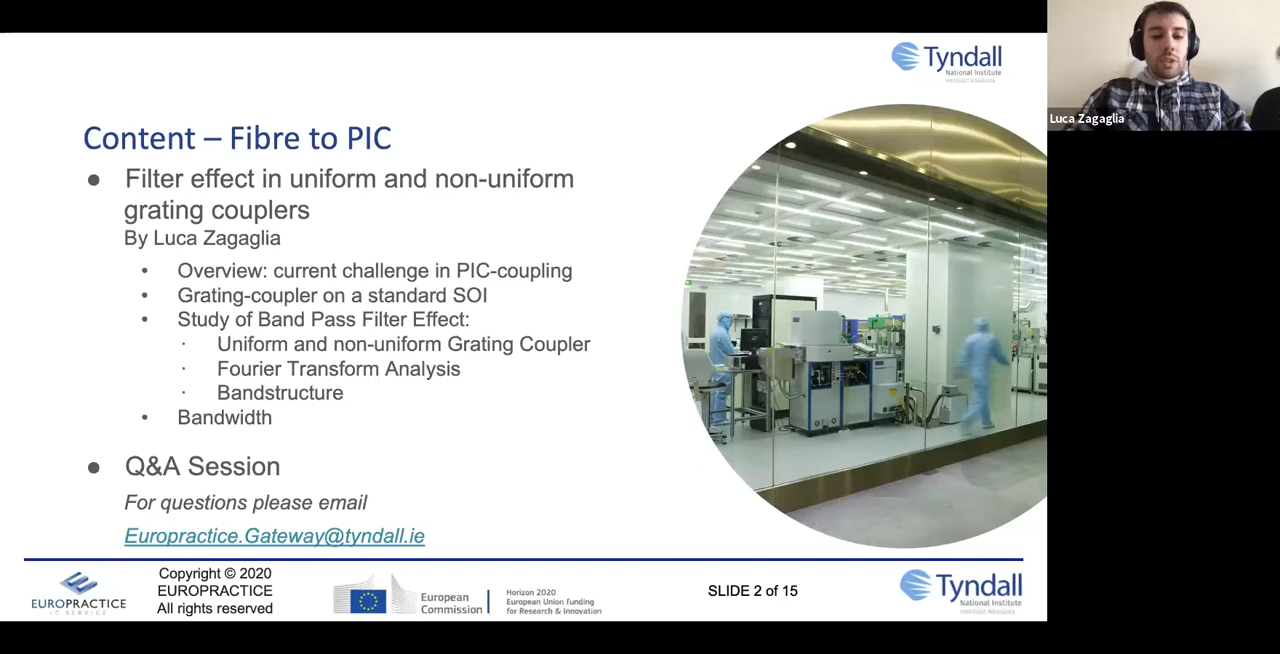 Tyndall
National Institute
Content – Fibre to PIC
● Filter effect in uniform and non-uniform
grating couplers
By Luca Zagaglia
• Overview: current challenge in PIC-coupling
• Grating-coupler on a standard SOI
• Study of Band Pass Filter Effect:
· Uniform and non-uniform Grating Coupler
· Fourier Transform Analysis
· Bandstructure
• Bandwidth
● Q&A Session
For questions please email
Europractice.Gateway@tyndall.ie
EUROPRACTICE
IC SERVICE
Copyright © 2020
EUROPRACTICE
All rights reserved
European
Commission
Horizon 2020
European Union funding
for Research & Innovation
SLIDE 2 of 15
Tyndall
National Institute
Luca Zagaglia